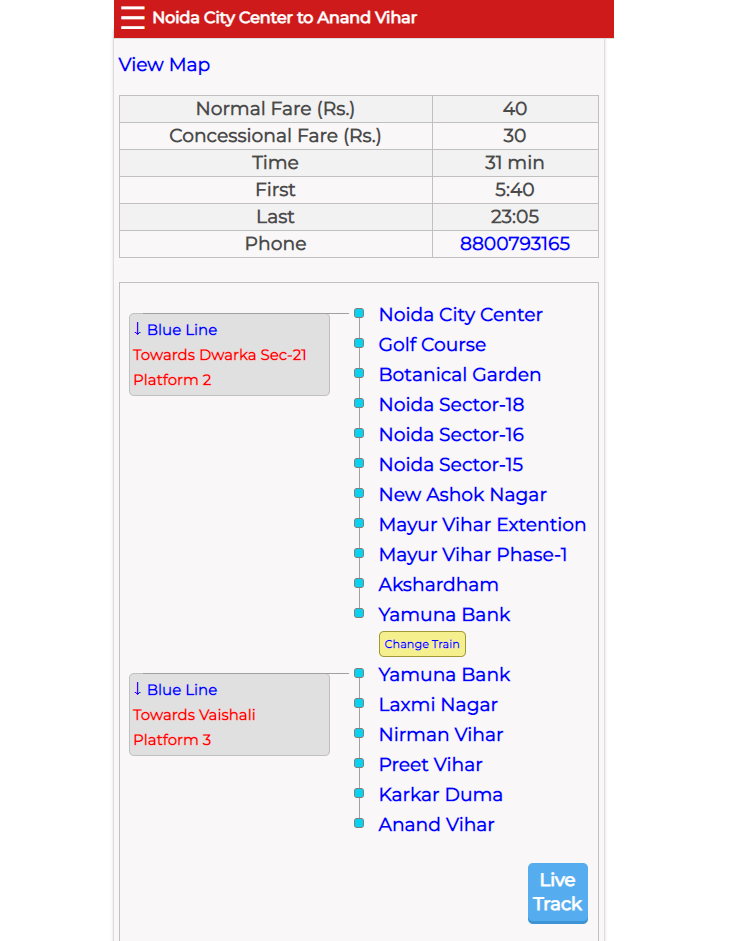 Noida City Center to Anand Vihar
View Map
Normal Fare (Rs.) 40
Concessional Fare (Rs.) 30
Time 31 min
First 5:40
Last 23:05
Phone 8800793165
↓ Blue Line
Towards Dwarka Sec-21
Platform 2
Noida City Center
Golf Course
Botanical Garden
Noida Sector-18
Noida Sector-16
Noida Sector-15
New Ashok Nagar
Mayur Vihar Extention
Mayur Vihar Phase-1
Akshardham
Yamuna Bank
Change Train
↓ Blue Line
Towards Vaishali
Platform 3
Yamuna Bank
Laxmi Nagar
Nirman Vihar
Preet Vihar
Karkar Duma
Anand Vihar
Live
Track